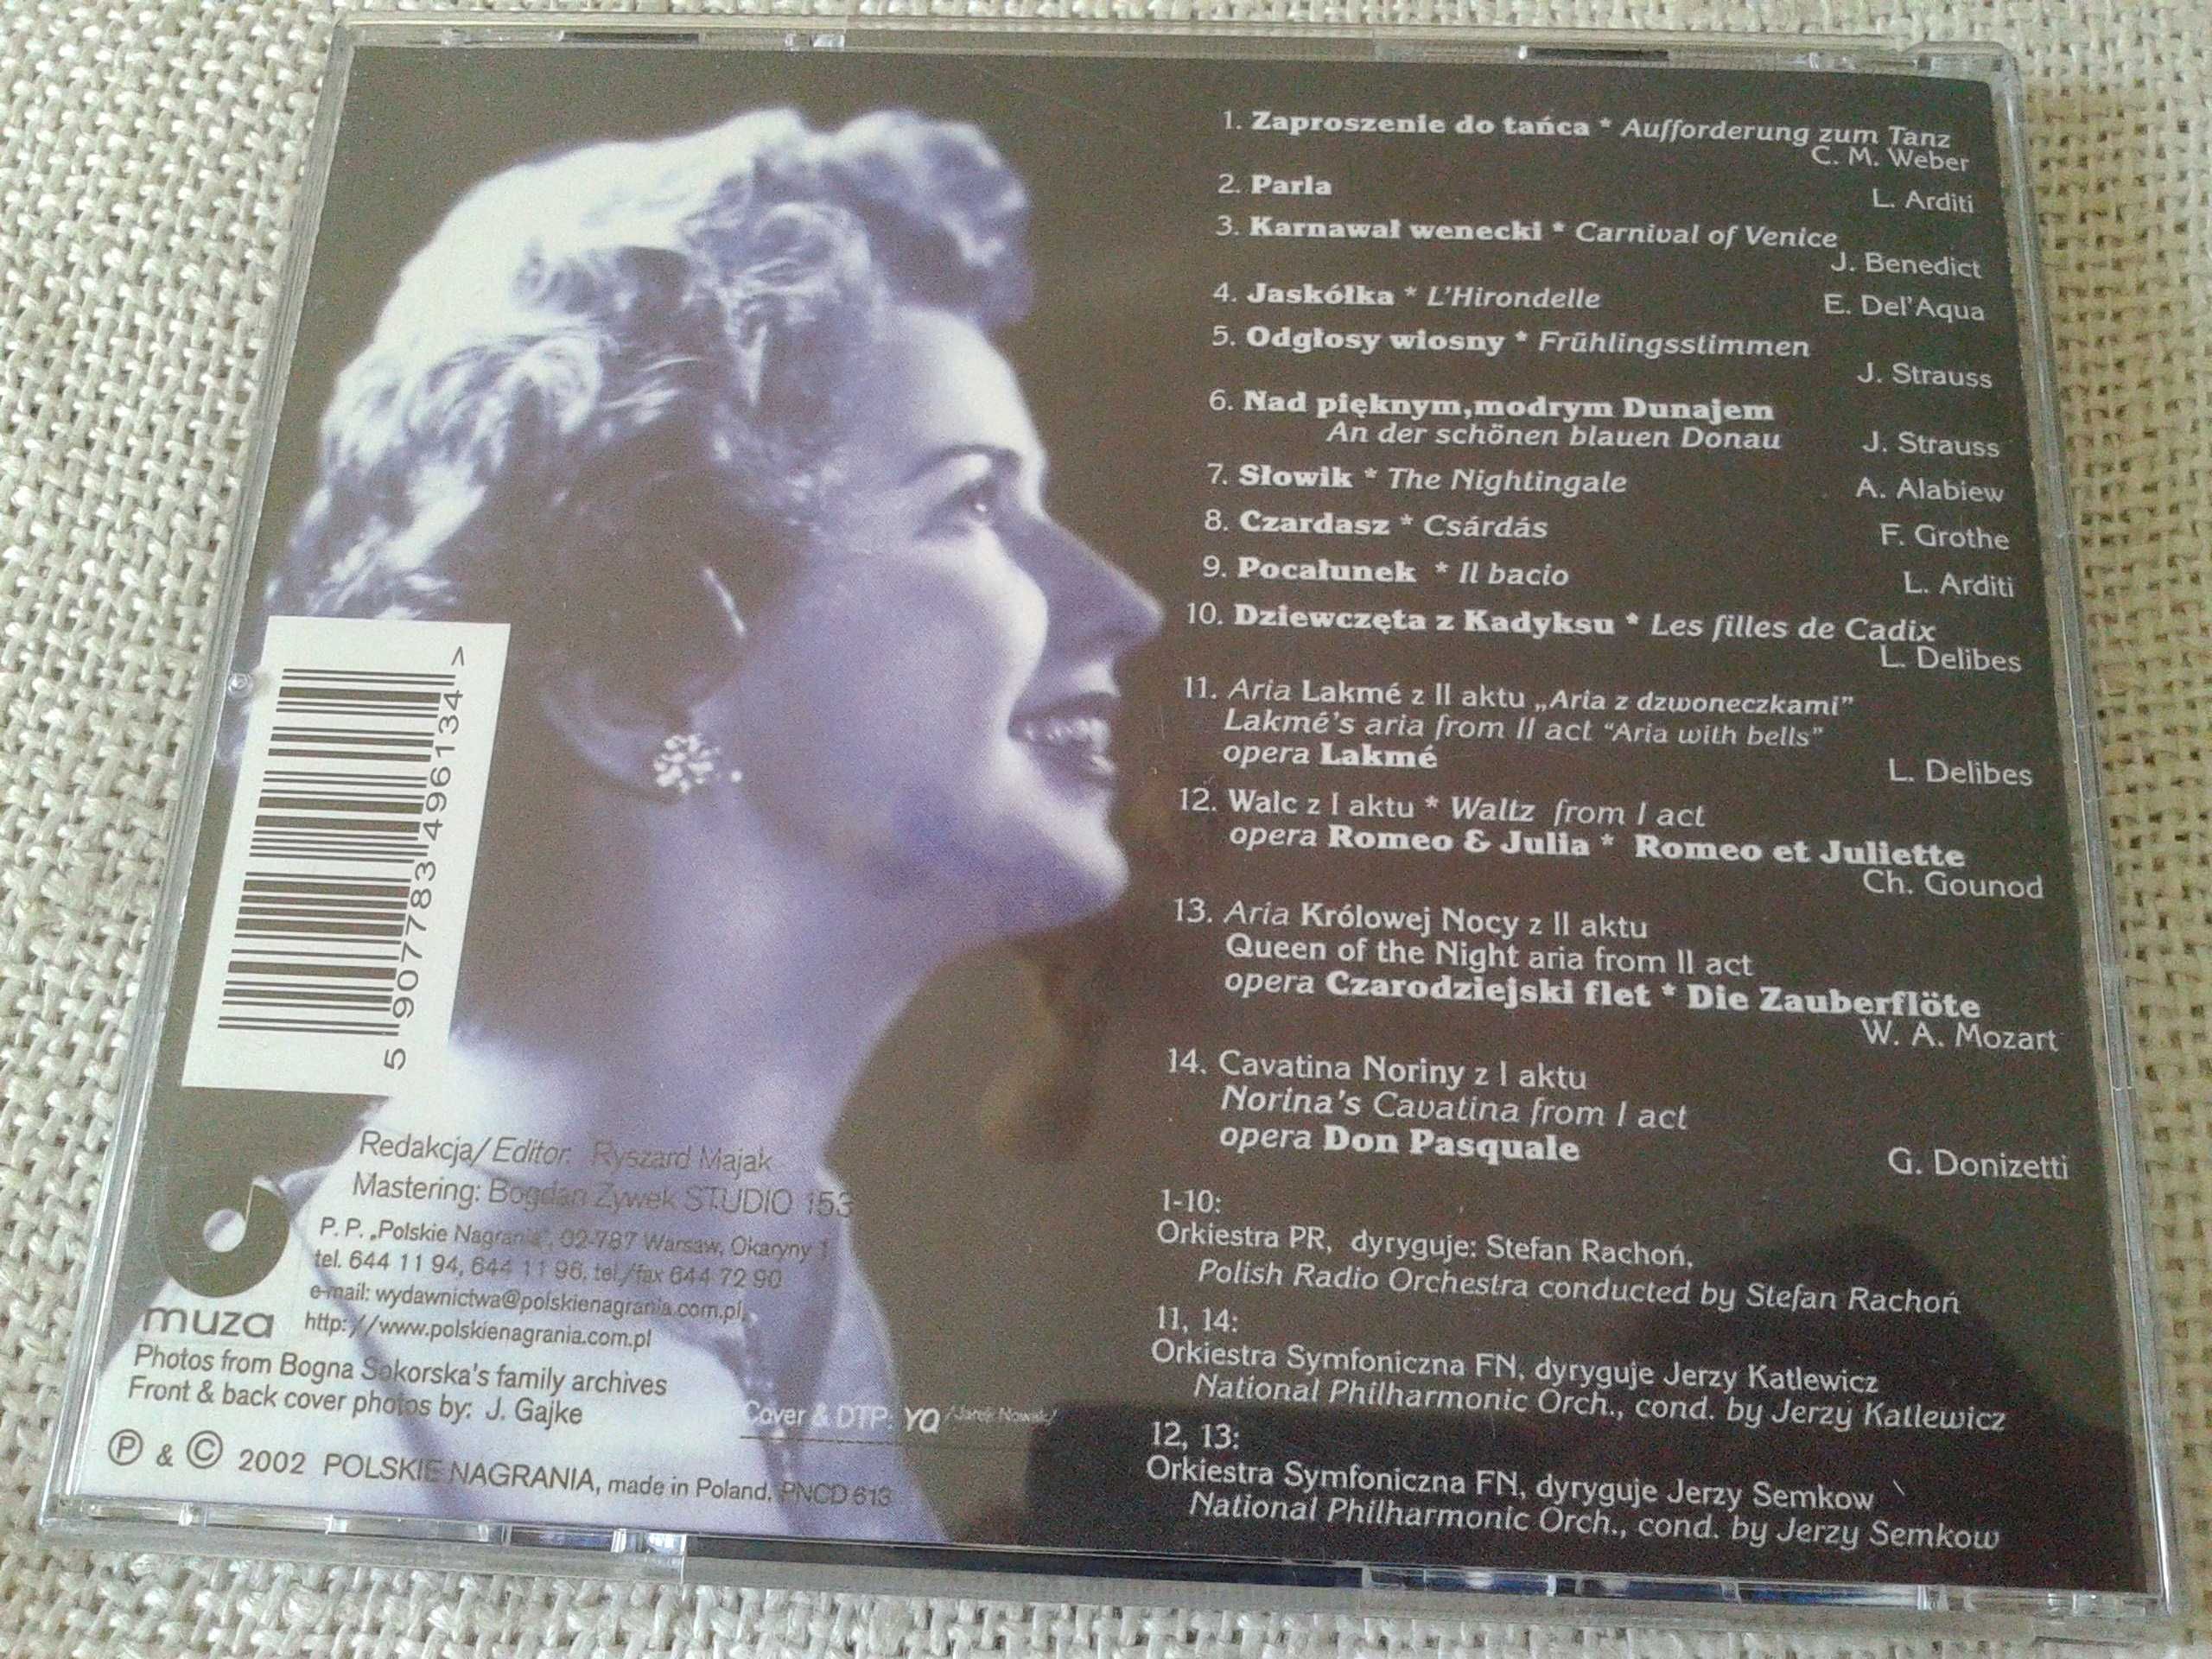 1. Zaproszenie do tańca * Aufforderung zum Tanz
C. M. Weber
2. Parla L. Arditi
3. Karnawał wenecki * Carnival of Venice
J. Benedict
4. Jaskółka * L'Hirondelle E. Del'Aqua
5. Odgłosy wiosny * Frühlingsstimmen
J. Strauss
6. Nad pięknym,modrym Dunajem
An der schönen blauen Donau J. Strauss
7. Słowik * The Nightingale A. Alabiew
8. Czardasz * Csárdás F. Grothe
9. Pocałunek * Il bacio L. Arditi
10. Dziewczęta z Kadyksu * Les filles de Cadix
L. Delibes
11. Aria Lakmé z II aktu „Aria z dzwoneczkami”
Lakmé's aria from II act “Aria with bells”
opera Lakmé L. Delibes
12. Walc z I aktu * Waltz from I act
opera Romeo & Julia * Romeo et Juliette
Ch. Gounod
13. Aria Królowej Nocy z II aktu
Queen of the Night aria from II act
opera Czarodziejski flet * Die Zauberflöte
W. A. Mozart
14. Cavatina Noriny z I aktu
Norina's Cavatina from I act
opera Don Pasquale G. Donizetti
1-10:
Orkiestra PR, dyryguje: Stefan Rachoń,
Polish Radio Orchestra conducted by Stefan Rachoń
11, 14:
Orkiestra Symfoniczna FN, dyryguje Jerzy Katlewicz
National Philharmonic Orch., cond. by Jerzy Katlewicz
12, 13:
Orkiestra Symfoniczna FN, dyryguje Jerzy Semkow
National Philharmonic Orch., cond. by Jerzy Semkow
5 907783 496134 >
Redakcja/Editor: Ryszard Majak
Mastering: Bogdan Żywek STUDIO 153
P. P. „Polskie Nagrania”, 02-787 Warsaw, Okaryny 1
tel. 644 11 94, 644 11 96, tel./fax 644 72 90
e-mail: wydawnictwa@polskienagrania.com.pl,
http://www.polskienagrania.com.pl
muza
Photos from Bogna Sokorska's family archives
Front & back cover photos by: J. Gajke
Cover & DTP: YA /Jarek Nowak/
Ⓟ & © 2002 POLSKIE NAGRANIA, made in Poland, PNCD 613